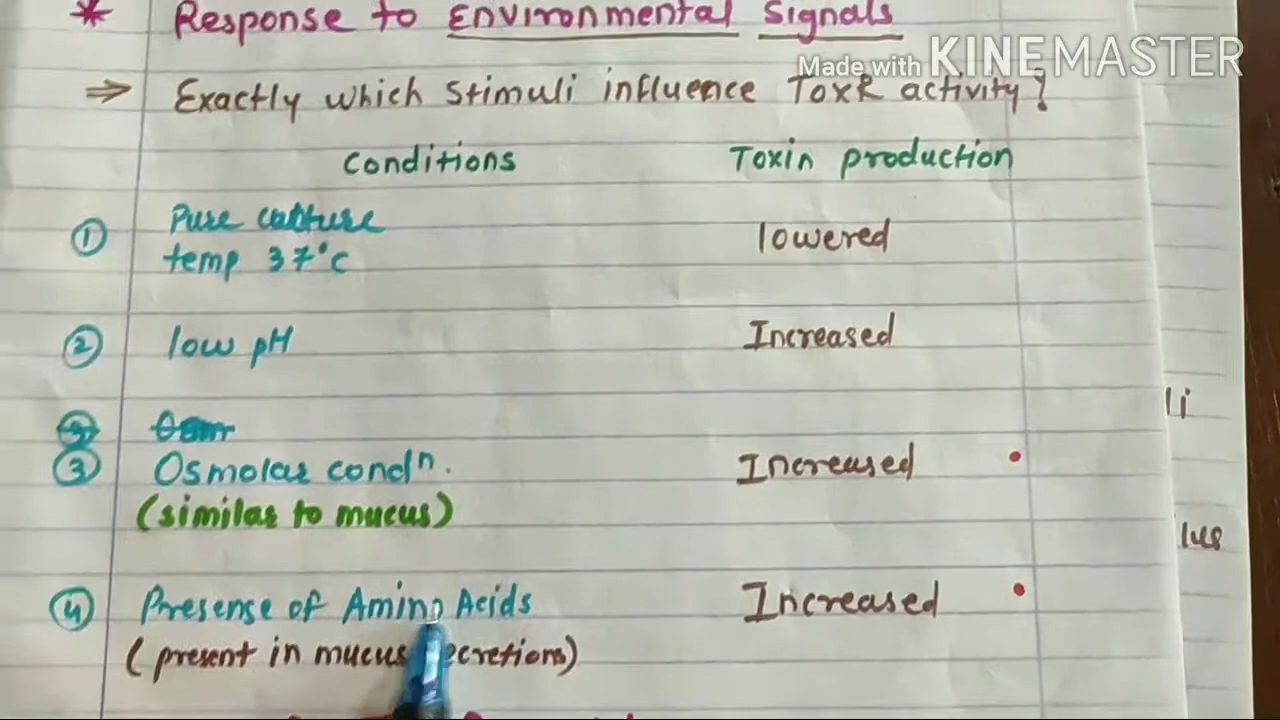 * Response to Environmental Signals
Made with KINEMASTER
⇒ Exactly which stimuli influence ToxR activity?
Conditions Toxin production
① Pure culture
temp 37°c
lowered
② low pH Increased
③ Osmolar condⁿ. Increased
(similar to mucus)
④ Presense of Amino Acids Increased
(present in mucus secretions)
li
lus